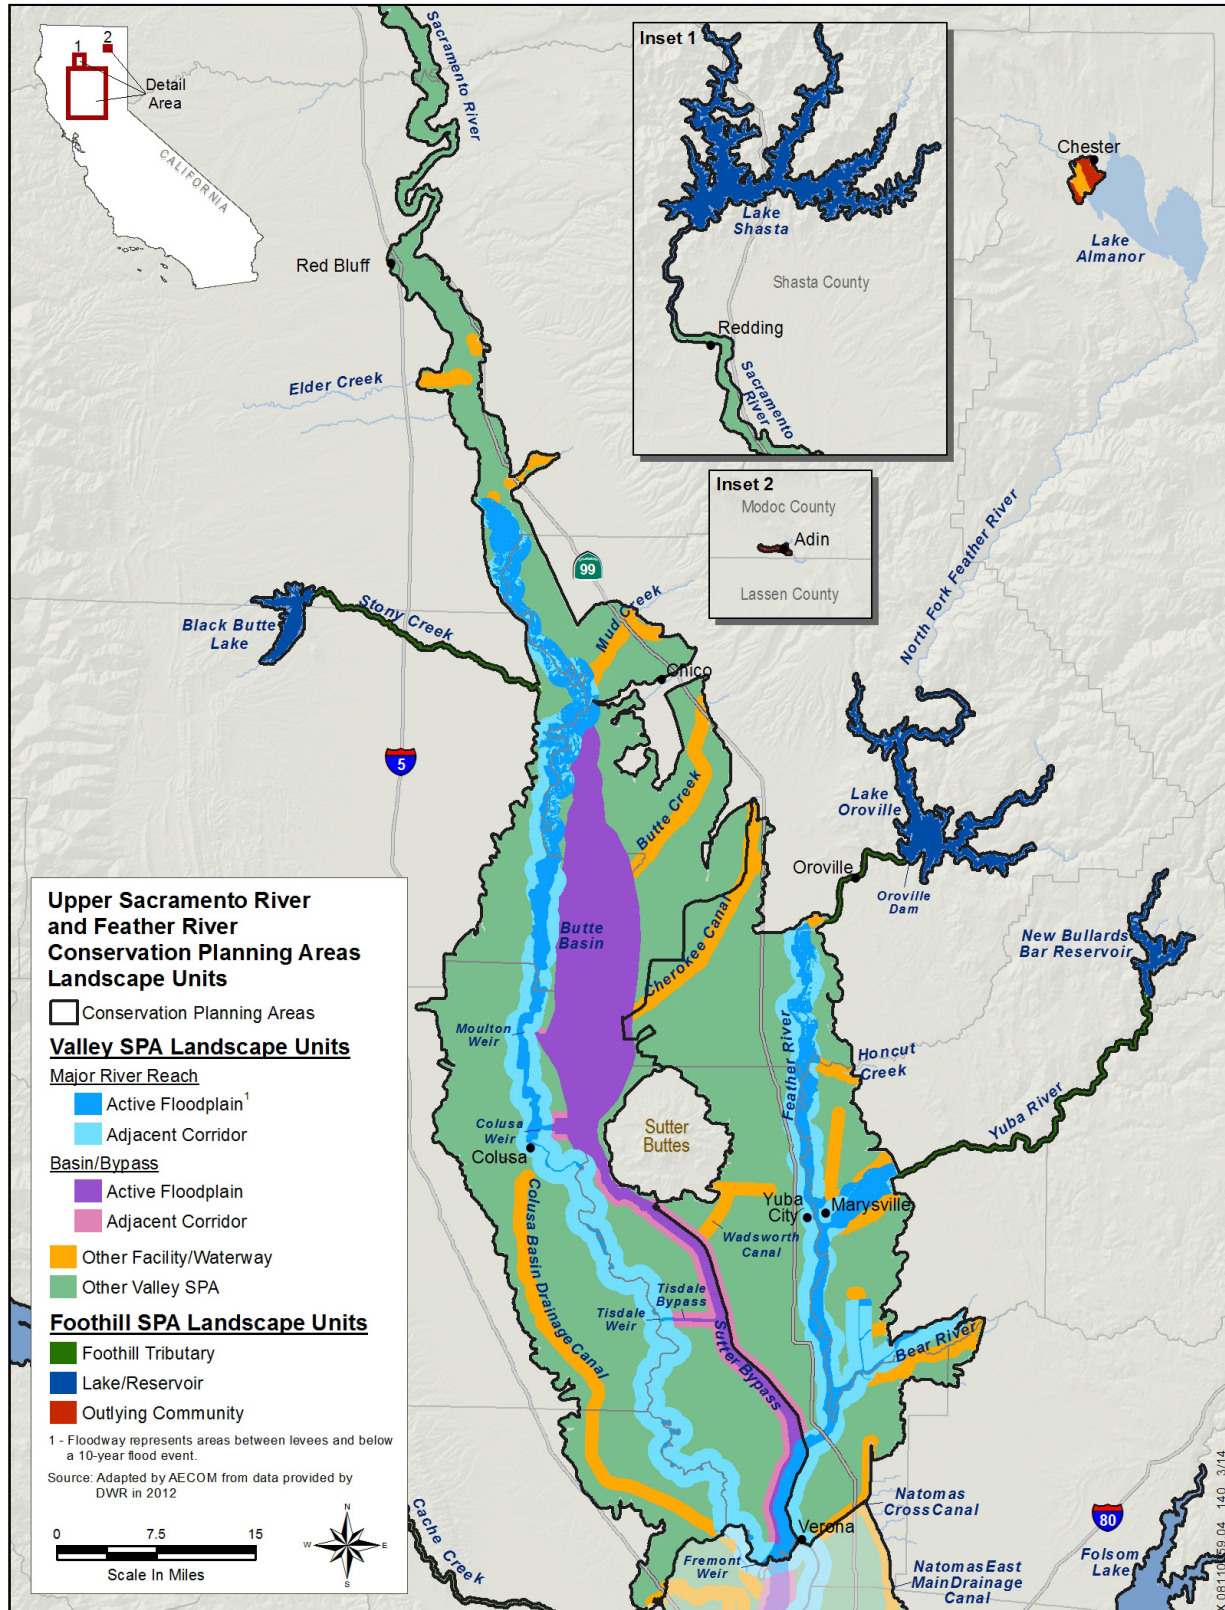 1
2
Detail
Area
CALIFORNIA
Sacramento River
Red Bluff
Elder Creek
Inset 1
Lake
Shasta
Shasta County
Redding
Sacramento
River
Chester
Lake
Almanor
Inset 2
Modoc County
Adin
Lassen County
North Fork Feather River
99
Black Butte
Lake
Stony Creek
Mud Creek
Chico
5
Butte Creek
Lake
Oroville
Oroville
Oroville
Dam
New Bullards
Bar Reservoir
Butte
Basin
Cherokee Canal
Moulton
Weir
Feather River
Honcut
Creek
Yuba River
Colusa
Weir
Colusa
Sutter
Buttes
Yuba
City
Marysville
Wadsworth
Canal
Colusa Basin Drainage Canal
Tisdale
Bypass
Tisdale
Weir
Sutter Bypass
Bear River
Natomas
Cross Canal
Verona
Fremont
Weir
Natomas East
Main Drainage
Canal
80
Folsom
Lake
Cache Creek
Upper Sacramento River
and Feather River
Conservation Planning Areas
Landscape Units
Conservation Planning Areas
Valley SPA Landscape Units
Major River Reach
Active Floodplain1
Adjacent Corridor
Basin/Bypass
Active Floodplain
Adjacent Corridor
Other Facility/Waterway
Other Valley SPA
Foothill SPA Landscape Units
Foothill Tributary
Lake/Reservoir
Outlying Community
1 - Floodway represents areas between levees and below
a 10-year flood event.
Source: Adapted by AECOM from data provided by
DWR in 2012
0 7.5 15
Scale In Miles
N
W E
S
140 3/14